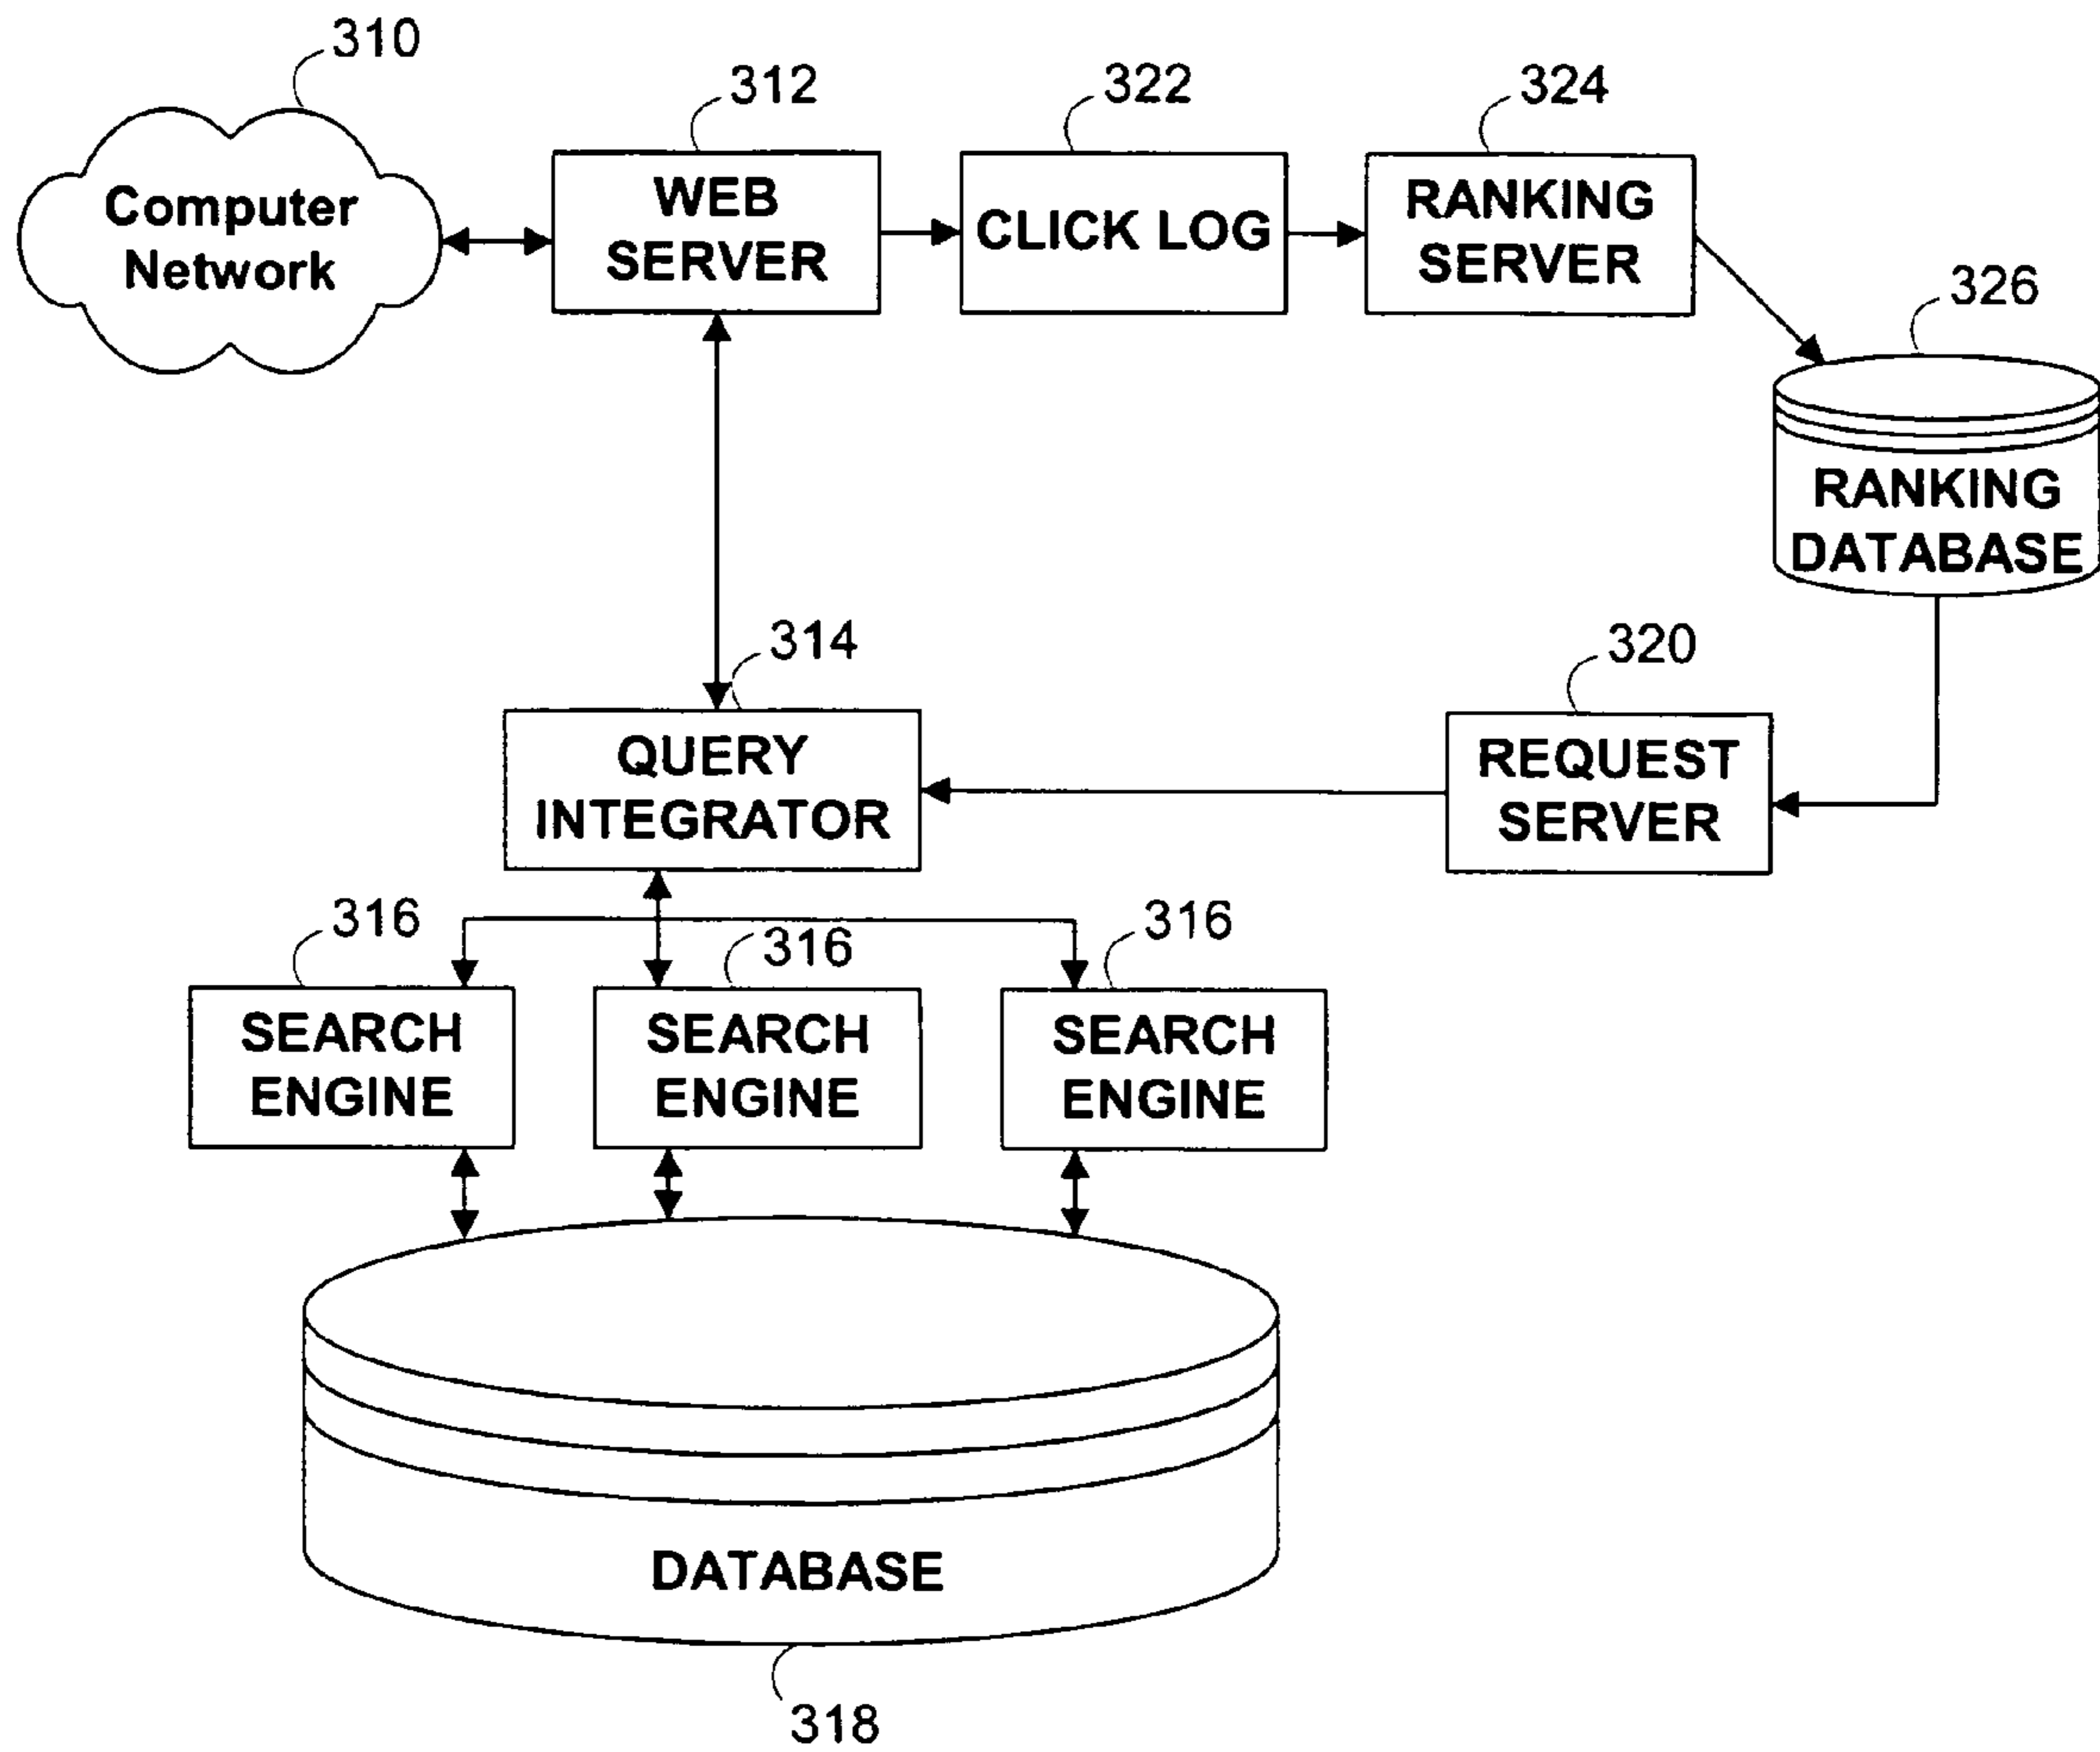 310
312
322
324
Computer
Network
WEB
SERVER
CLICK LOG
RANKING
SERVER
326
RANKING
DATABASE
314
320
QUERY
INTEGRATOR
REQUEST
SERVER
316
316
316
SEARCH
ENGINE
SEARCH
ENGINE
SEARCH
ENGINE
DATABASE
318